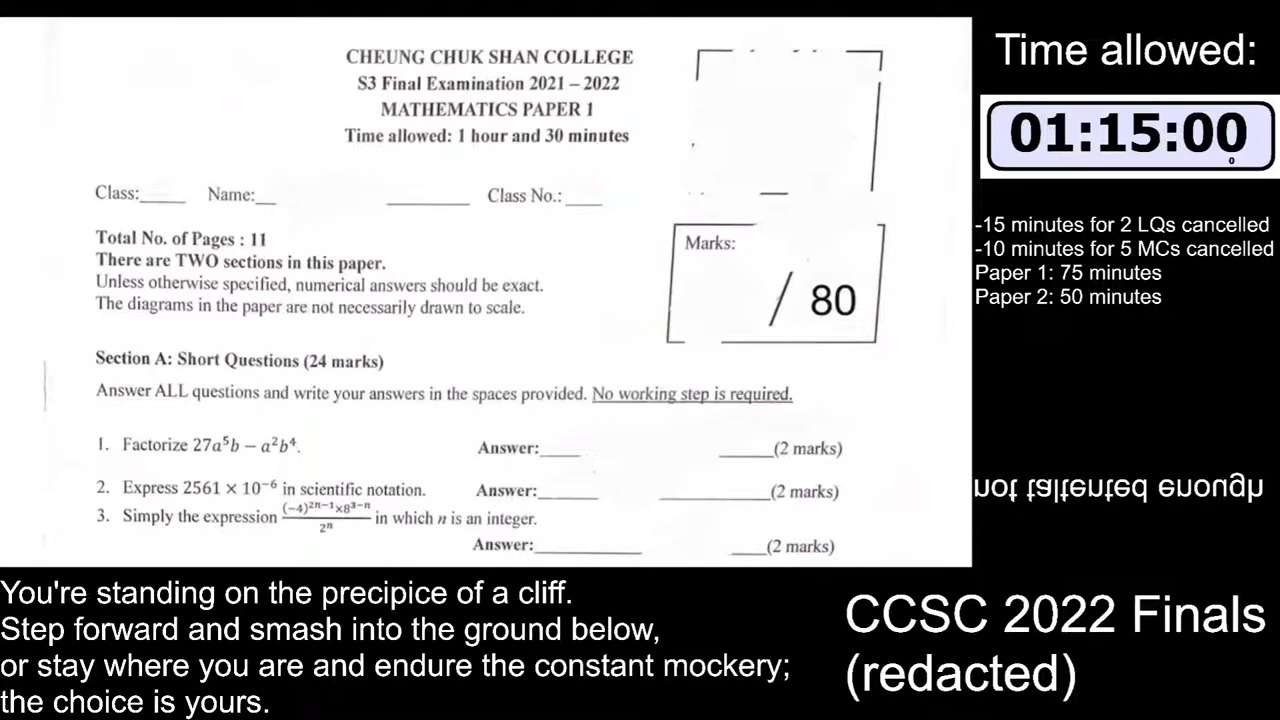 CHEUNG CHUK SHAN COLLEGE
S3 Final Examination 2021 – 2022
MATHEMATICS PAPER 1
Time allowed: 1 hour and 30 minutes
Class:_____ Name:__ _________ Class No.: ____
Total No. of Pages : 11
There are TWO sections in this paper.
Unless otherwise specified, numerical answers should be exact.
The diagrams in the paper are not necessarily drawn to scale.
Marks:
/ 80
Section A: Short Questions (24 marks)
Answer ALL questions and write your answers in the spaces provided. No working step is required.
1. Factorize 27a⁵b − a²b⁴. Answer:____ ______(2 marks)
2. Express 2561 × 10⁻⁶ in scientific notation. Answer:______ ____________(2 marks)
3. Simply the expression (−4)²ⁿ⁻¹×8³⁻ⁿ / 2ⁿ in which n is an integer.
Answer:____________ ____(2 marks)
Time allowed:
01:15:00
0
-15 minutes for 2 LQs cancelled
-10 minutes for 5 MCs cancelled
Paper 1: 75 minutes
Paper 2: 50 minutes
not taltented enough
You're standing on the precipice of a cliff.
Step forward and smash into the ground below,
or stay where you are and endure the constant mockery;
the choice is yours.
CCSC 2022 Finals
(redacted)